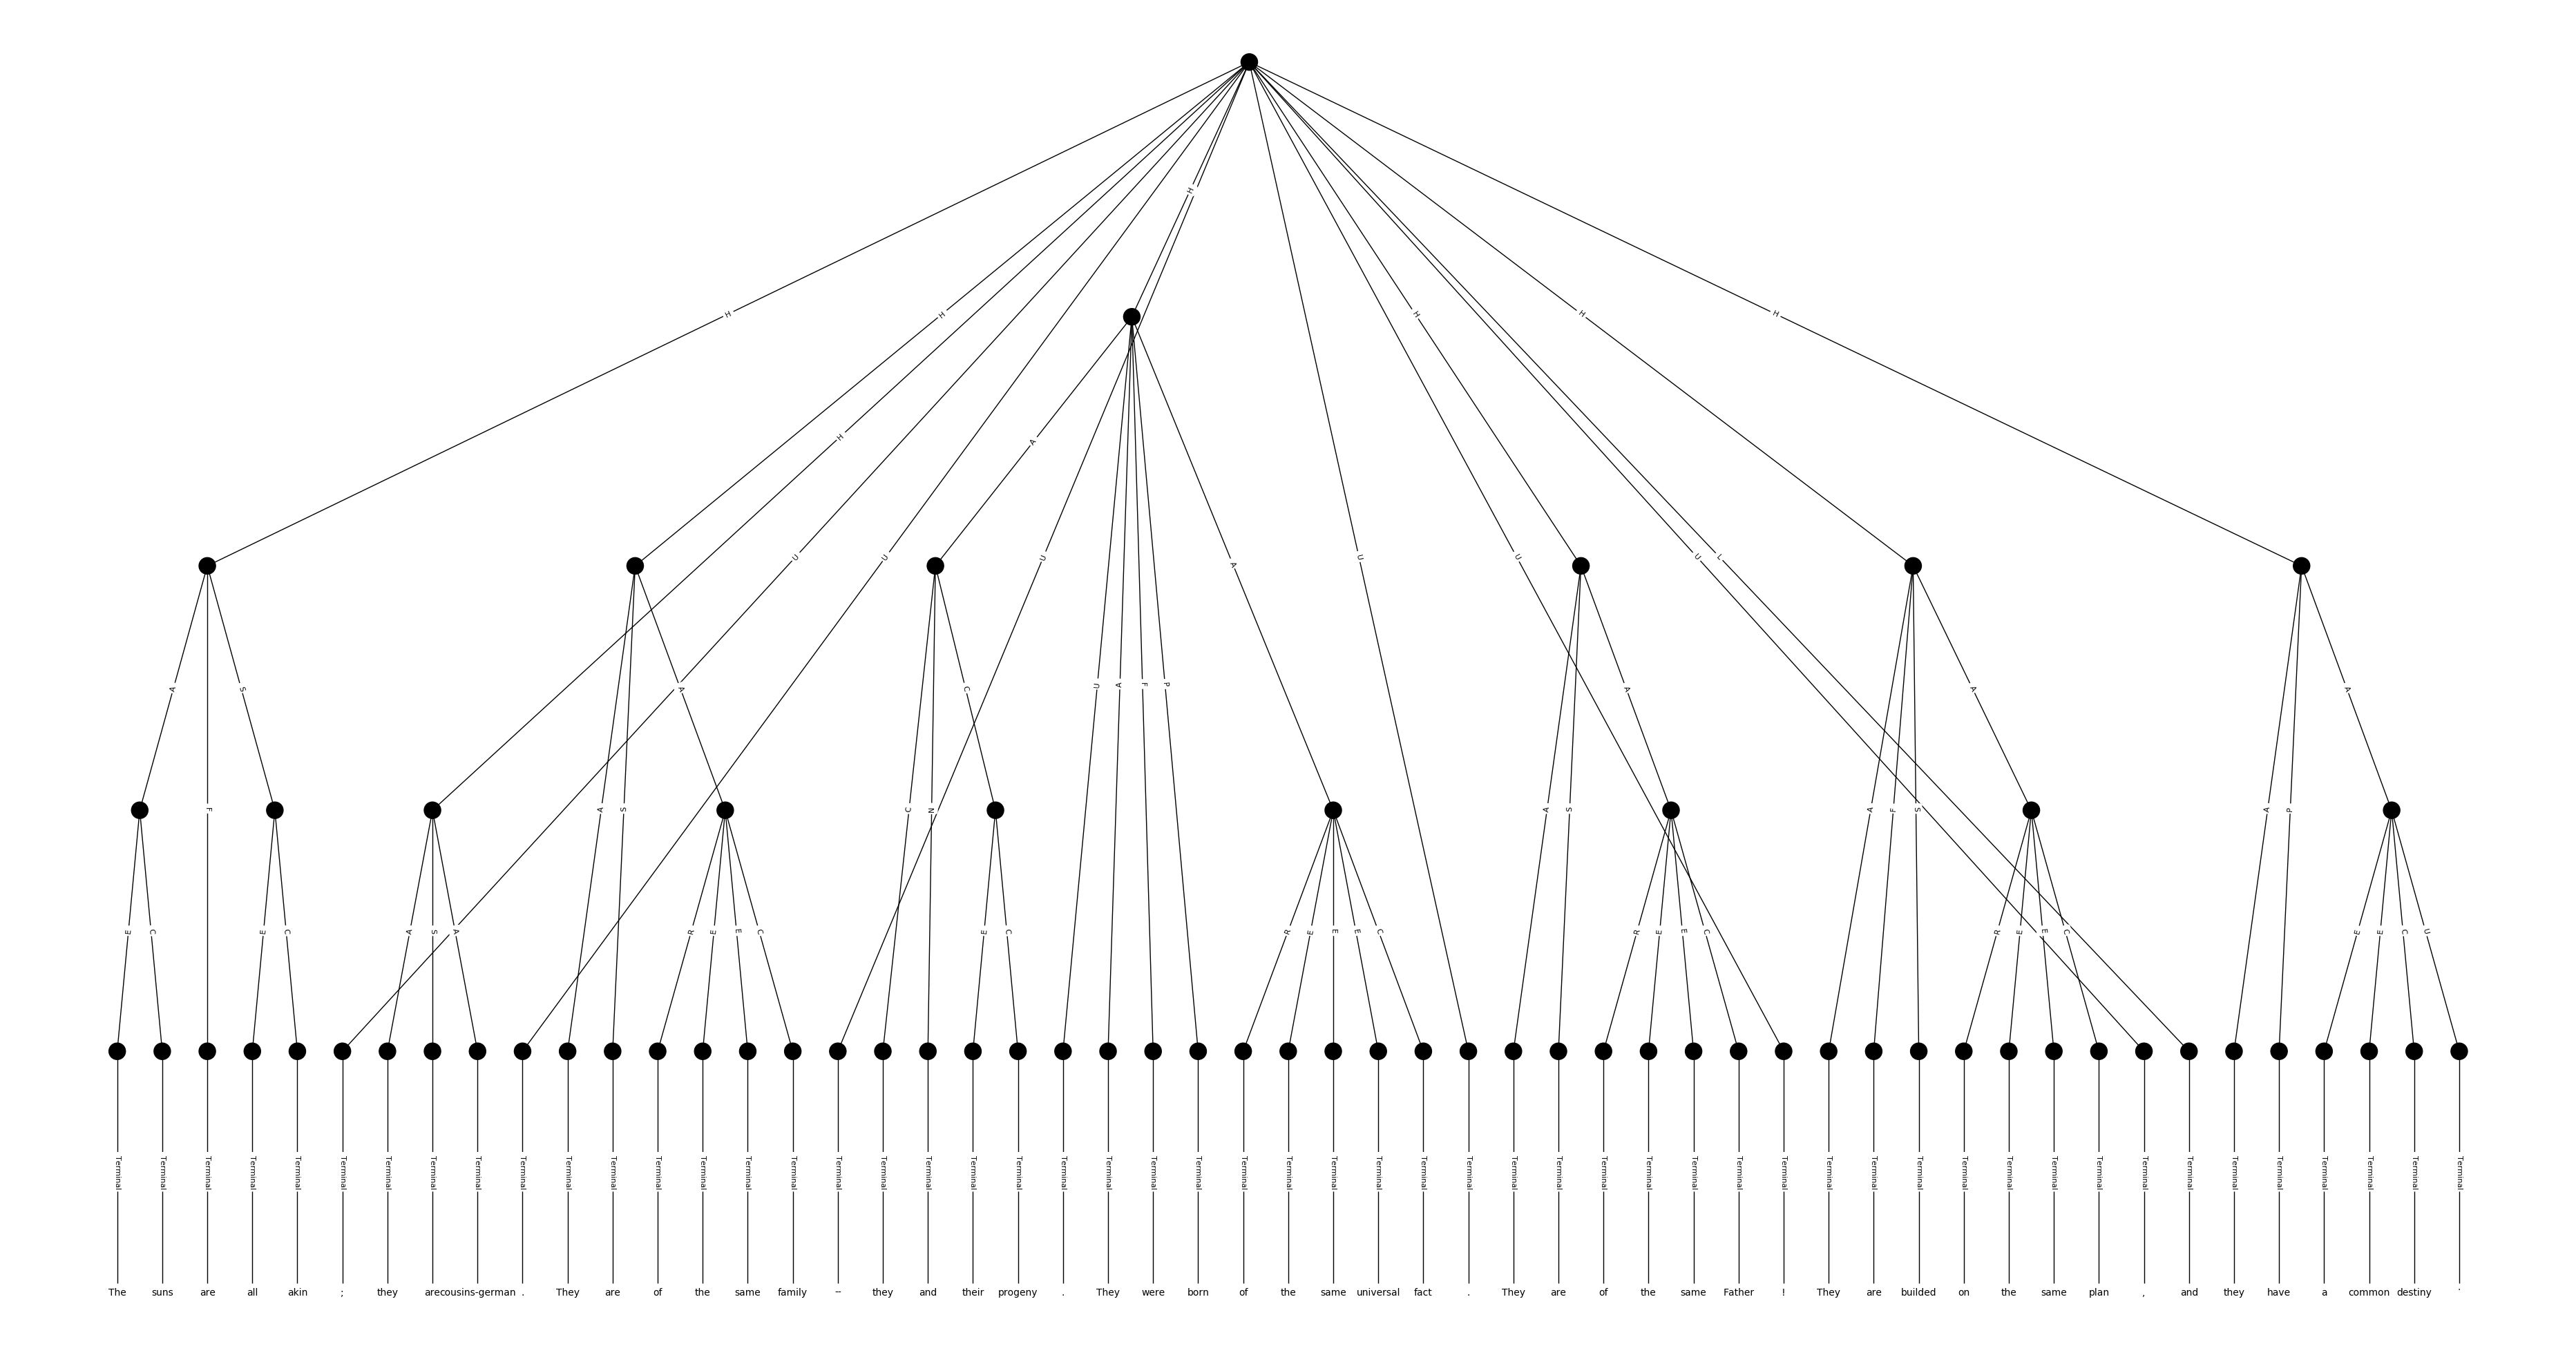 H
H H H H H
H A
U U U A U U U L
A S A C U A F P A A A
F A S C N A S A F S A P
E C E C A S A R E E C E C R E E E C R E E C R E E C E E C U
Terminal Terminal Terminal Terminal Terminal Terminal Terminal Terminal Terminal Terminal Terminal Terminal Terminal Terminal Terminal Terminal Terminal Terminal Terminal Terminal Terminal Terminal Terminal Terminal Terminal Terminal Terminal Terminal Terminal Terminal Terminal Terminal Terminal Terminal Terminal Terminal Terminal Terminal Terminal Terminal Terminal Terminal Terminal Terminal Terminal Terminal Terminal Terminal Terminal Terminal Terminal Terminal Terminal
The suns are all akin ; they are cousins-german . They are of the same family -- they and their progeny . They were born of the same universal fact . They are of the same Father ! They are builded on the same plan , and they have a common destiny